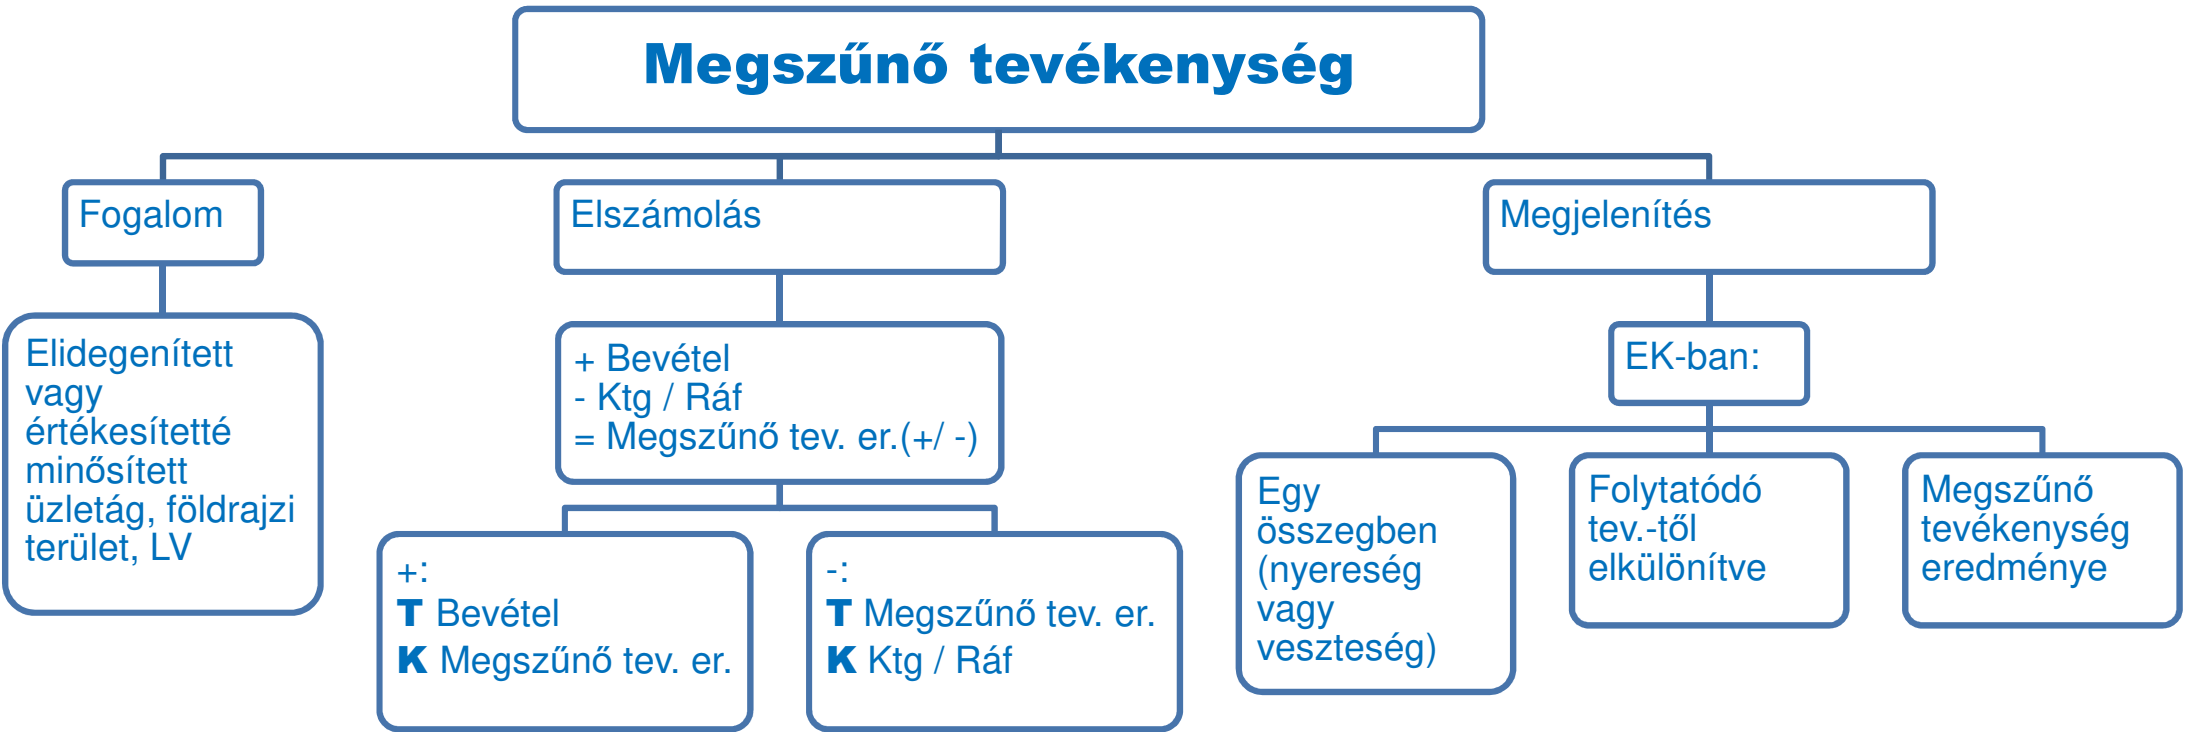 Megszűnő tevékenység
Fogalom
Elidegenített
vagy
értékesítetté
minősített
üzletág, földrajzi
terület, LV
Elszámolás
+ Bevétel
- Ktg / Ráf
= Megszűnő tev. er.(+/ -)
+:
T Bevétel
K Megszűnő tev. er.
-:
T Megszűnő tev. er.
K Ktg / Ráf
Megjelenítés
EK-ban:
Egy
összegben
(nyereség
vagy
veszteség)
Folytatódó
tev.-től
elkülönítve
Megszűnő
tevékenység
eredménye